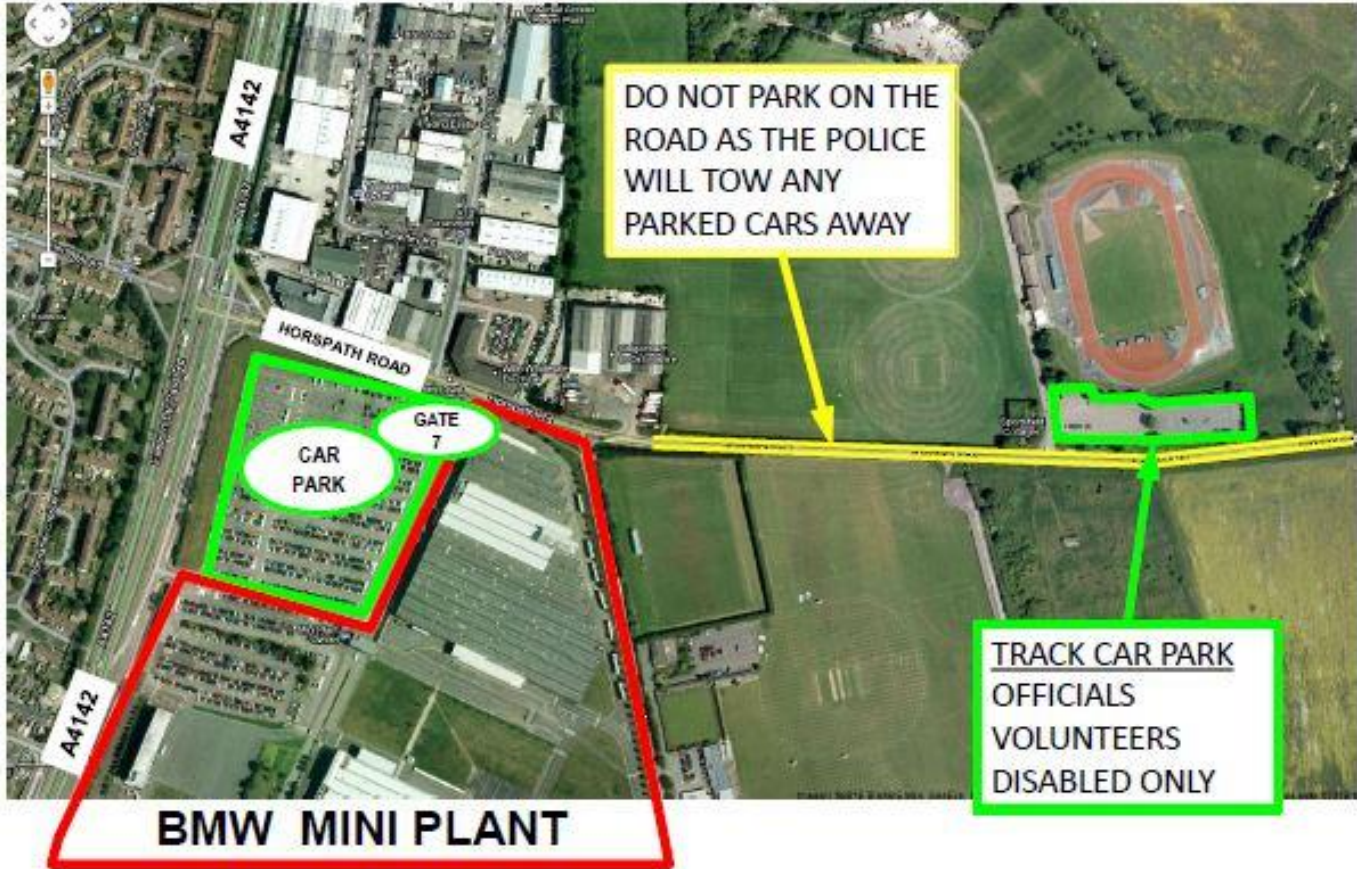 A4142
DO NOT PARK ON THE
ROAD AS THE POLICE
WILL TOW ANY
PARKED CARS AWAY
HORSPATH ROAD
GATE
7
CAR
PARK
A4142
TRACK CAR PARK
OFFICIALS
VOLUNTEERS
DISABLED ONLY
BMW MINI PLANT